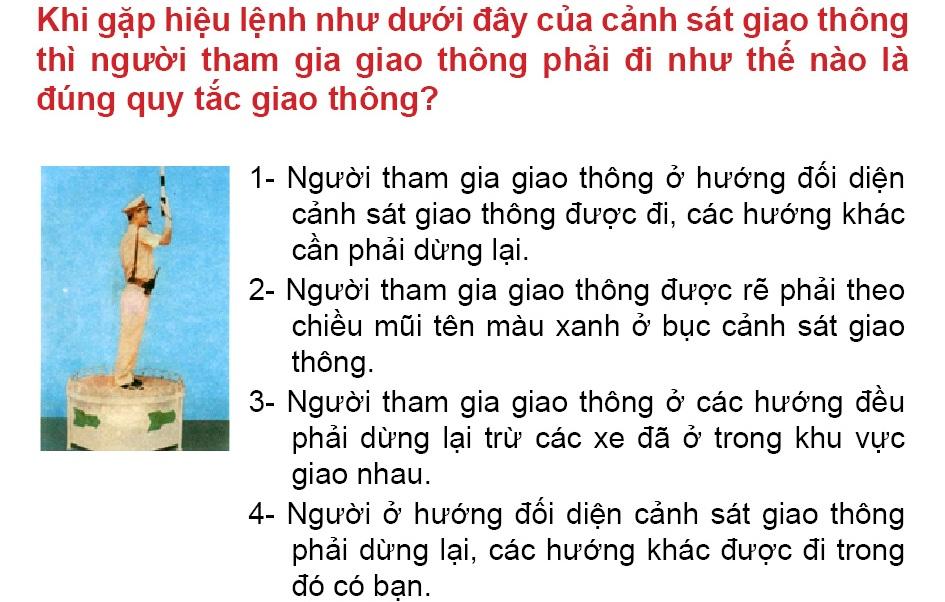 Khi gặp hiệu lệnh như dưới đây của cảnh sát giao thông
thì người tham gia giao thông phải đi như thế nào là
đúng quy tắc giao thông?
1- Người tham gia giao thông ở hướng đối diện
cảnh sát giao thông được đi, các hướng khác
cần phải dừng lại.
2- Người tham gia giao thông được rẽ phải theo
chiều mũi tên màu xanh ở bục cảnh sát giao
thông.
3- Người tham gia giao thông ở các hướng đều
phải dừng lại trừ các xe đã ở trong khu vực
giao nhau.
4- Người ở hướng đối diện cảnh sát giao thông
phải dừng lại, các hướng khác được đi trong
đó có bạn.